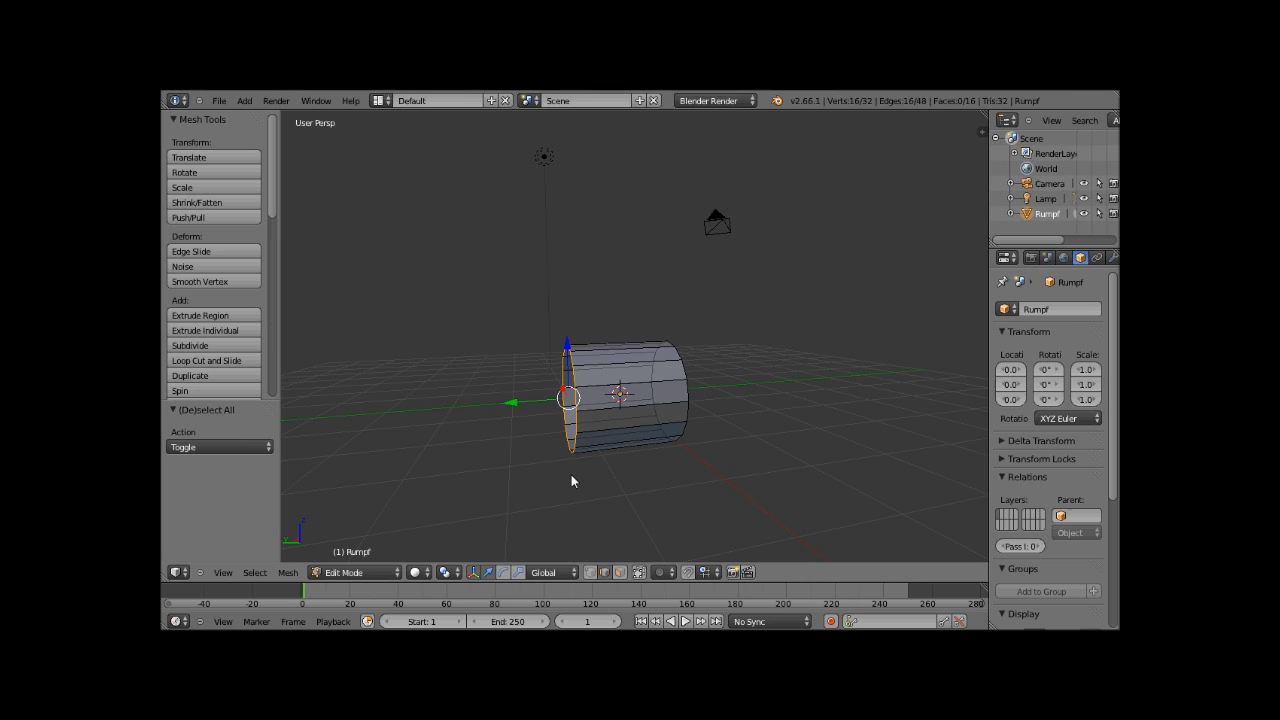 File Add Render Window Help Default Scene Blender Render v2.66.1 | Verts:16/32 | Edges:16/48 | Faces:0/16 | Tris:32 | Rumpf
Mesh Tools
Transform:
Translate
Rotate
Scale
Shrink/Fatten
Push/Pull
Deform:
Edge Slide
Noise
Smooth Vertex
Add:
Extrude Region
Extrude Individual
Subdivide
Loop Cut and Slide
Duplicate
Spin
(De)select All
Action
Toggle
User Persp
(1) Rumpf
View Select Mesh Edit Mode Global
-40 -20 0 20 40 60 80 100 120 140 160 180 200 220 240 260 280
View Marker Frame Playback Start: 1 End: 250 1 No Sync
View Search
Scene
RenderLay
World
Camera
Lamp
Rumpf
Rumpf
Rumpf
Transform
Locati Rotati Scale:
0.0 0° 1.0
0.0 0° 1.0
0.0 0° 1.0
Rotatio XYZ Euler
Delta Transform
Transform Locks
Relations
Layers: Parent:
Object
Pass I: 0
Groups
Add to Group
Display